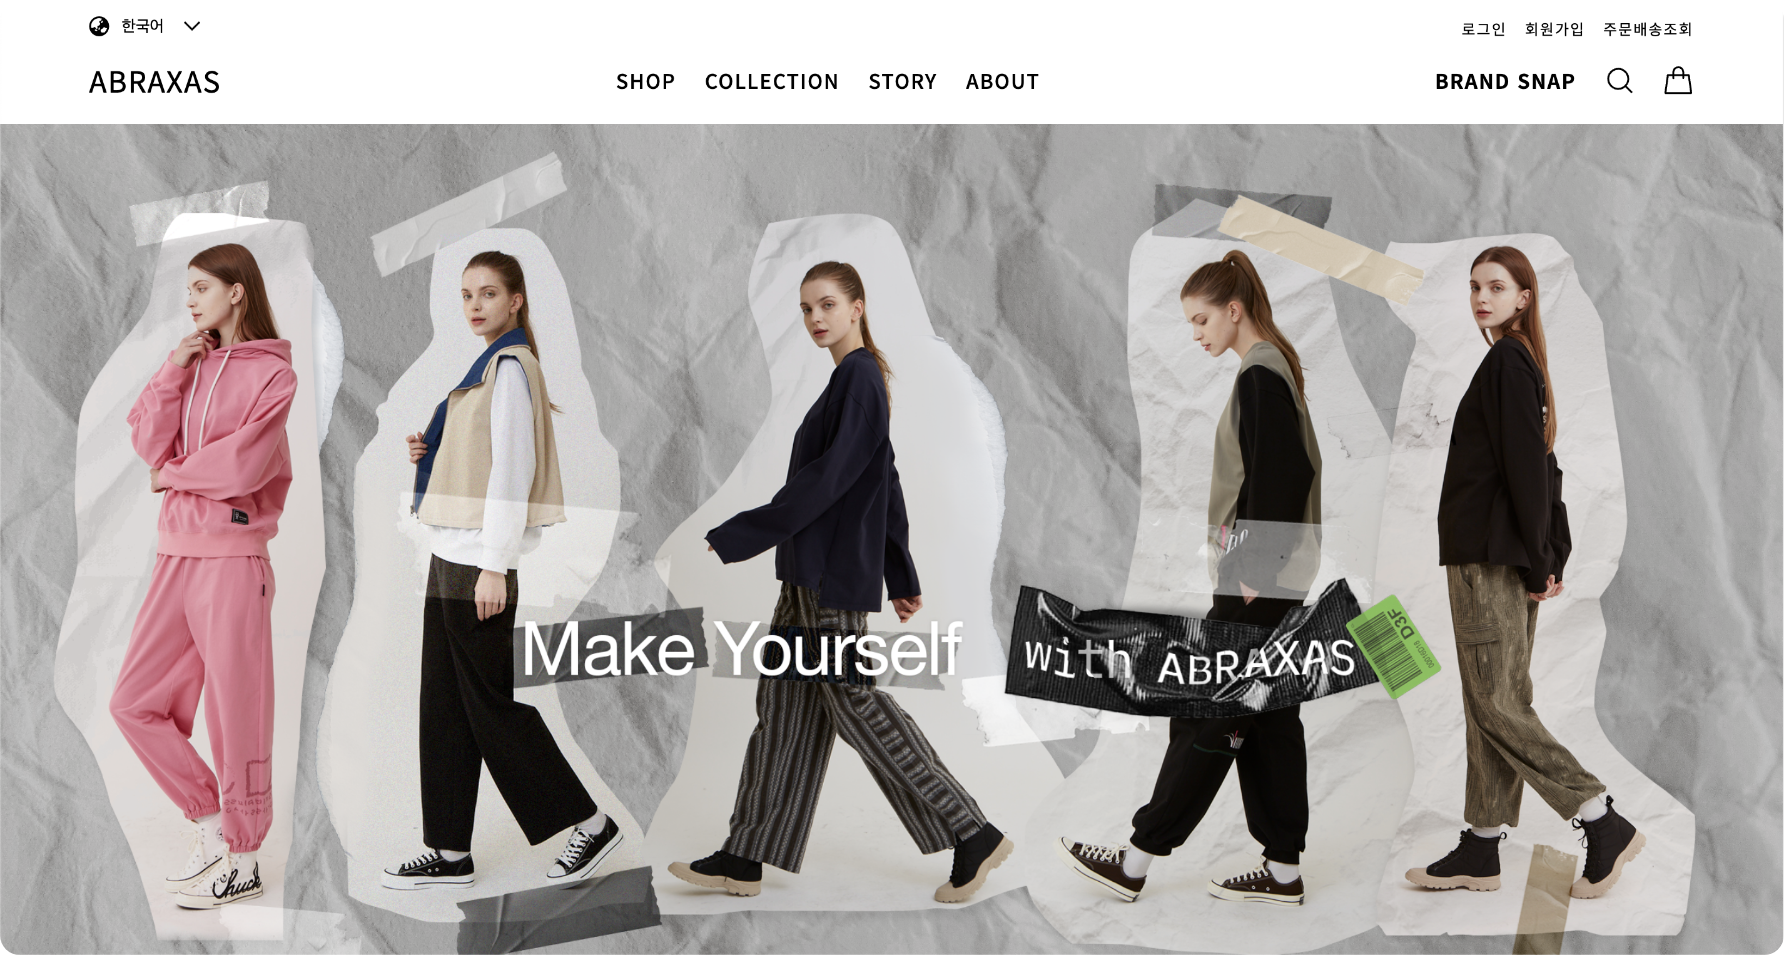 한국어
로그인 회원가입 주문배송조회
ABRAXAS
SHOP COLLECTION STORY ABOUT
BRAND SNAP
Make Yourself
with ABRAXAS
D3F
Chuck